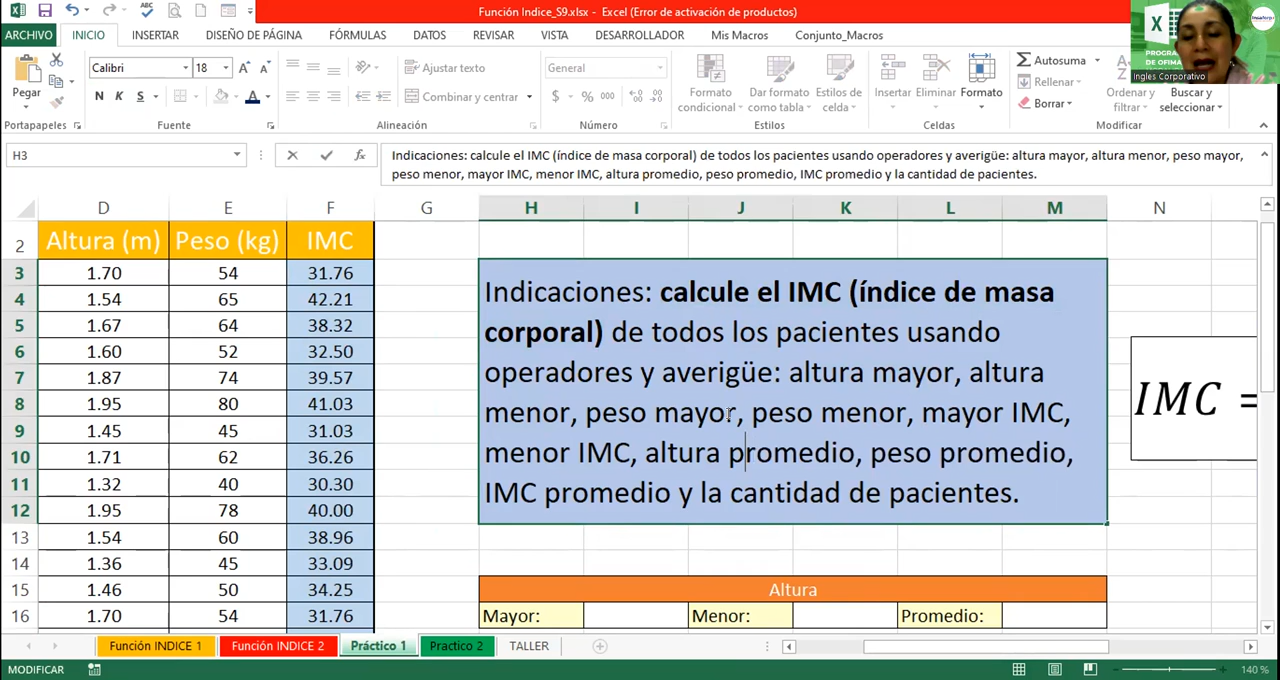 Función Indice_S9.xlsx - Excel (Error de activación de productos)
ARCHIVO INICIO INSERTAR DISEÑO DE PÁGINA FÓRMULAS DATOS REVISAR VISTA DESARROLLADOR Mis Macros Conjunto_Macros
Pegar
Portapapeles
Calibri 18
N K S
Fuente
Ajustar texto
Combinar y centrar
Alineación
General
$ % 000
Número
Formato condicional
Dar formato como tabla
Estilos de celda
Estilos
Insertar Eliminar Formato
Celdas
Autosuma
Rellenar
Borrar
Ordenar y filtrar
Buscar y seleccionar
Modificar
Ingles Corporativo
H3
Indicaciones: calcule el IMC (índice de masa corporal) de todos los pacientes usando operadores y averigüe: altura mayor, altura menor, peso mayor,
peso menor, mayor IMC, menor IMC, altura promedio, peso promedio, IMC promedio y la cantidad de pacientes.
D E F G H I J K L M N
2 Altura (m) Peso (kg) IMC
3 1.70 54 31.76
4 1.54 65 42.21
5 1.67 64 38.32
6 1.60 52 32.50
7 1.87 74 39.57
8 1.95 80 41.03
9 1.45 45 31.03
10 1.71 62 36.26
11 1.32 40 30.30
12 1.95 78 40.00
13 1.54 60 38.96
14 1.36 45 33.09
15 1.46 50 34.25
16 1.70 54 31.76
Indicaciones: calcule el IMC (índice de masa
corporal) de todos los pacientes usando
operadores y averigüe: altura mayor, altura
menor, peso mayor, peso menor, mayor IMC,
menor IMC, altura promedio, peso promedio,
IMC promedio y la cantidad de pacientes.
IMC =
Altura
Mayor: Menor: Promedio:
Función INDICE 1 Función INDICE 2 Práctico 1 Practico 2 TALLER
MODIFICAR 140 %